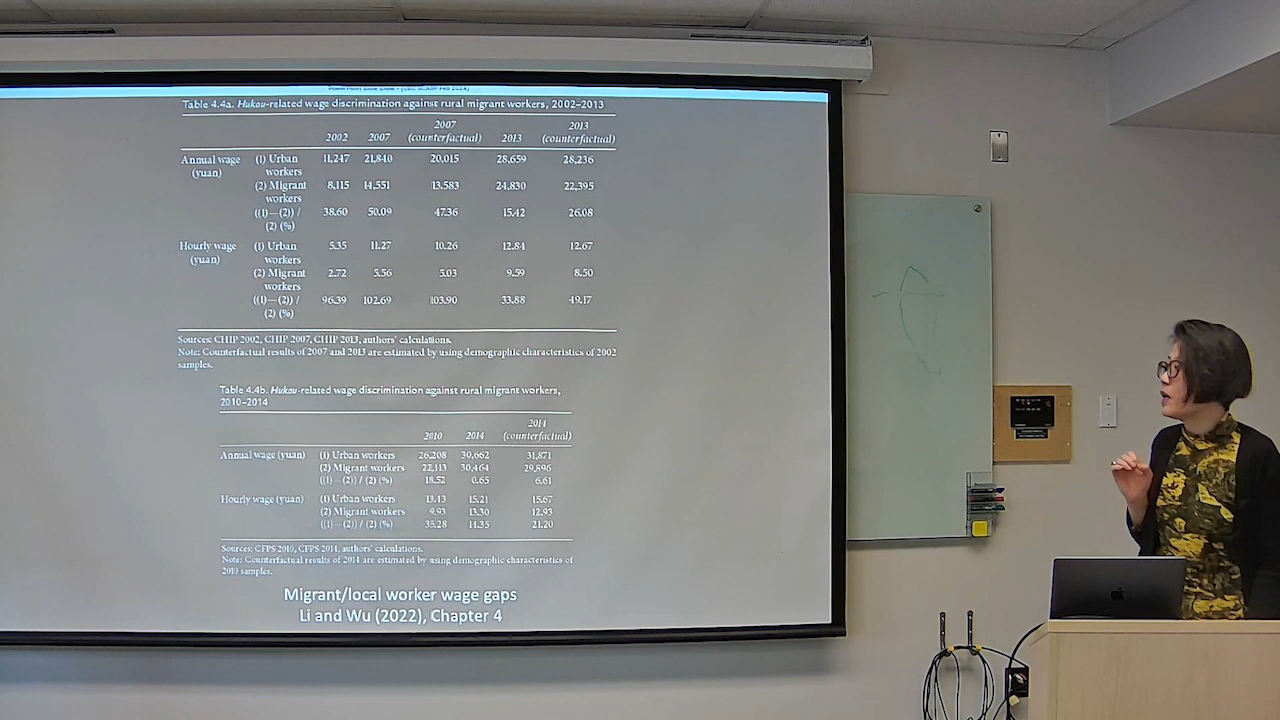 PowerPoint Slide Show - [UBC SCARP Feb 2024]
Table 4.4a. Hukou-related wage discrimination against rural migrant workers, 2002–2013
2002 2007 2007 (counterfactual) 2013 2013 (counterfactual)
Annual wage (yuan) (1) Urban workers 11,247 21,840 20,015 28,659 28,236
(2) Migrant workers 8,115 14,551 13,583 24,830 22,395
((1)—(2)) / (2) (%) 38.60 50.09 47.36 15.42 26.08
Hourly wage (yuan) (1) Urban workers 5.35 11.27 10.26 12.84 12.67
(2) Migrant workers 2.72 5.56 5.03 9.59 8.50
((1)—(2)) / (2) (%) 96.39 102.69 103.90 33.88 49.17
Sources: CHIP 2002, CHIP 2007, CHIP 2013, authors' calculations.
Note: Counterfactual results of 2007 and 2013 are estimated by using demographic characteristics of 2002
samples.
Table 4.4b. Hukou-related wage discrimination against rural migrant workers,
2010–2014
2010 2014 2014 (counterfactual)
Annual wage (yuan) (1) Urban workers 26,208 30,662 31,871
(2) Migrant workers 22,113 30,464 29,896
((1)—(2)) / (2) (%) 18.52 0.65 6.61
Hourly wage (yuan) (1) Urban workers 13.43 15.21 15.67
(2) Migrant workers 9.93 13.30 12.93
((1)—(2)) / (2) (%) 35.28 14.35 21.20
Sources: CFPS 2010, CFPS 2014, authors' calculations.
Note: Counterfactual results of 2014 are estimated by using demographic characteristics of
2010 samples.
Migrant/local worker wage gaps
Li and Wu (2022), Chapter 4